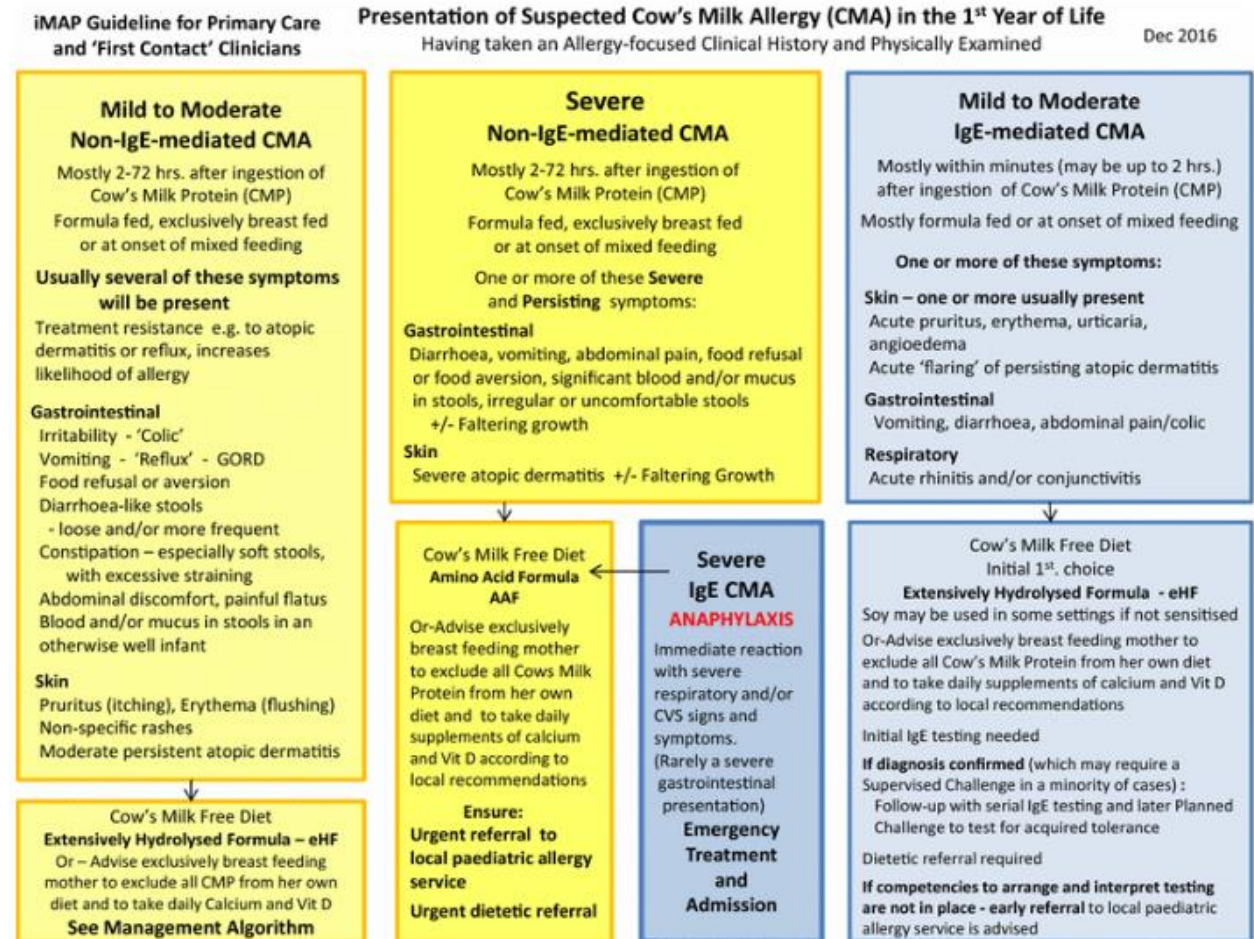 iMAP Guideline for Primary Care
and 'First Contact' Clinicians
Presentation of Suspected Cow's Milk Allergy (CMA) in the 1st Year of Life
Having taken an Allergy-focused Clinical History and Physically Examined
Dec 2016
Mild to Moderate
Non-IgE-mediated CMA
Mostly 2-72 hrs. after ingestion of
Cow's Milk Protein (CMP)
Formula fed, exclusively breast fed
or at onset of mixed feeding
Usually several of these symptoms
will be present
Treatment resistance e.g. to atopic
dermatitis or reflux, increases
likelihood of allergy
Gastrointestinal
Irritability - 'Colic'
Vomiting - 'Reflux' - GORD
Food refusal or aversion
Diarrhoea-like stools
- loose and/or more frequent
Constipation – especially soft stools,
with excessive straining
Abdominal discomfort, painful flatus
Blood and/or mucus in stools in an
otherwise well infant
Skin
Pruritus (itching), Erythema (flushing)
Non-specific rashes
Moderate persistent atopic dermatitis
Cow's Milk Free Diet
Extensively Hydrolysed Formula – eHF
Or – Advise exclusively breast feeding
mother to exclude all CMP from her own
diet and to take daily Calcium and Vit D
See Management Algorithm
Severe
Non-IgE-mediated CMA
Mostly 2-72 hrs. after ingestion of
Cow's Milk Protein (CMP)
Formula fed, exclusively breast fed
or at onset of mixed feeding
One or more of these Severe
and Persisting symptoms:
Gastrointestinal
Diarrhoea, vomiting, abdominal pain, food refusal
or food aversion, significant blood and/or mucus
in stools, irregular or uncomfortable stools
+/- Faltering growth
Skin
Severe atopic dermatitis +/- Faltering Growth
Cow's Milk Free Diet
Amino Acid Formula
AAF
Or-Advise exclusively
breast feeding mother
to exclude all Cows Milk
Protein from her own
diet and to take daily
supplements of calcium
and Vit D according to
local recommendations
Ensure:
Urgent referral to
local paediatric allergy
service
Urgent dietetic referral
Severe
IgE CMA
ANAPHYLAXIS
Immediate reaction
with severe
respiratory and/or
CVS signs and
symptoms.
(Rarely a severe
gastrointestinal
presentation)
Emergency
Treatment
and
Admission
Mild to Moderate
IgE-mediated CMA
Mostly within minutes (may be up to 2 hrs.)
after ingestion of Cow's Milk Protein (CMP)
Mostly formula fed or at onset of mixed feeding
One or more of these symptoms:
Skin – one or more usually present
Acute pruritus, erythema, urticaria,
angioedema
Acute 'flaring' of persisting atopic dermatitis
Gastrointestinal
Vomiting, diarrhoea, abdominal pain/colic
Respiratory
Acute rhinitis and/or conjunctivitis
Cow's Milk Free Diet
Initial 1st. choice
Extensively Hydrolysed Formula - eHF
Soy may be used in some settings if not sensitised
Or-Advise exclusively breast feeding mother to
exclude all Cow's Milk Protein from her own diet
and to take daily supplements of calcium and Vit D
according to local recommendations
Initial IgE testing needed
If diagnosis confirmed (which may require a
Supervised Challenge in a minority of cases) :
Follow-up with serial IgE testing and later Planned
Challenge to test for acquired tolerance
Dietetic referral required
If competencies to arrange and interpret testing
are not in place - early referral to local paediatric
allergy service is advised